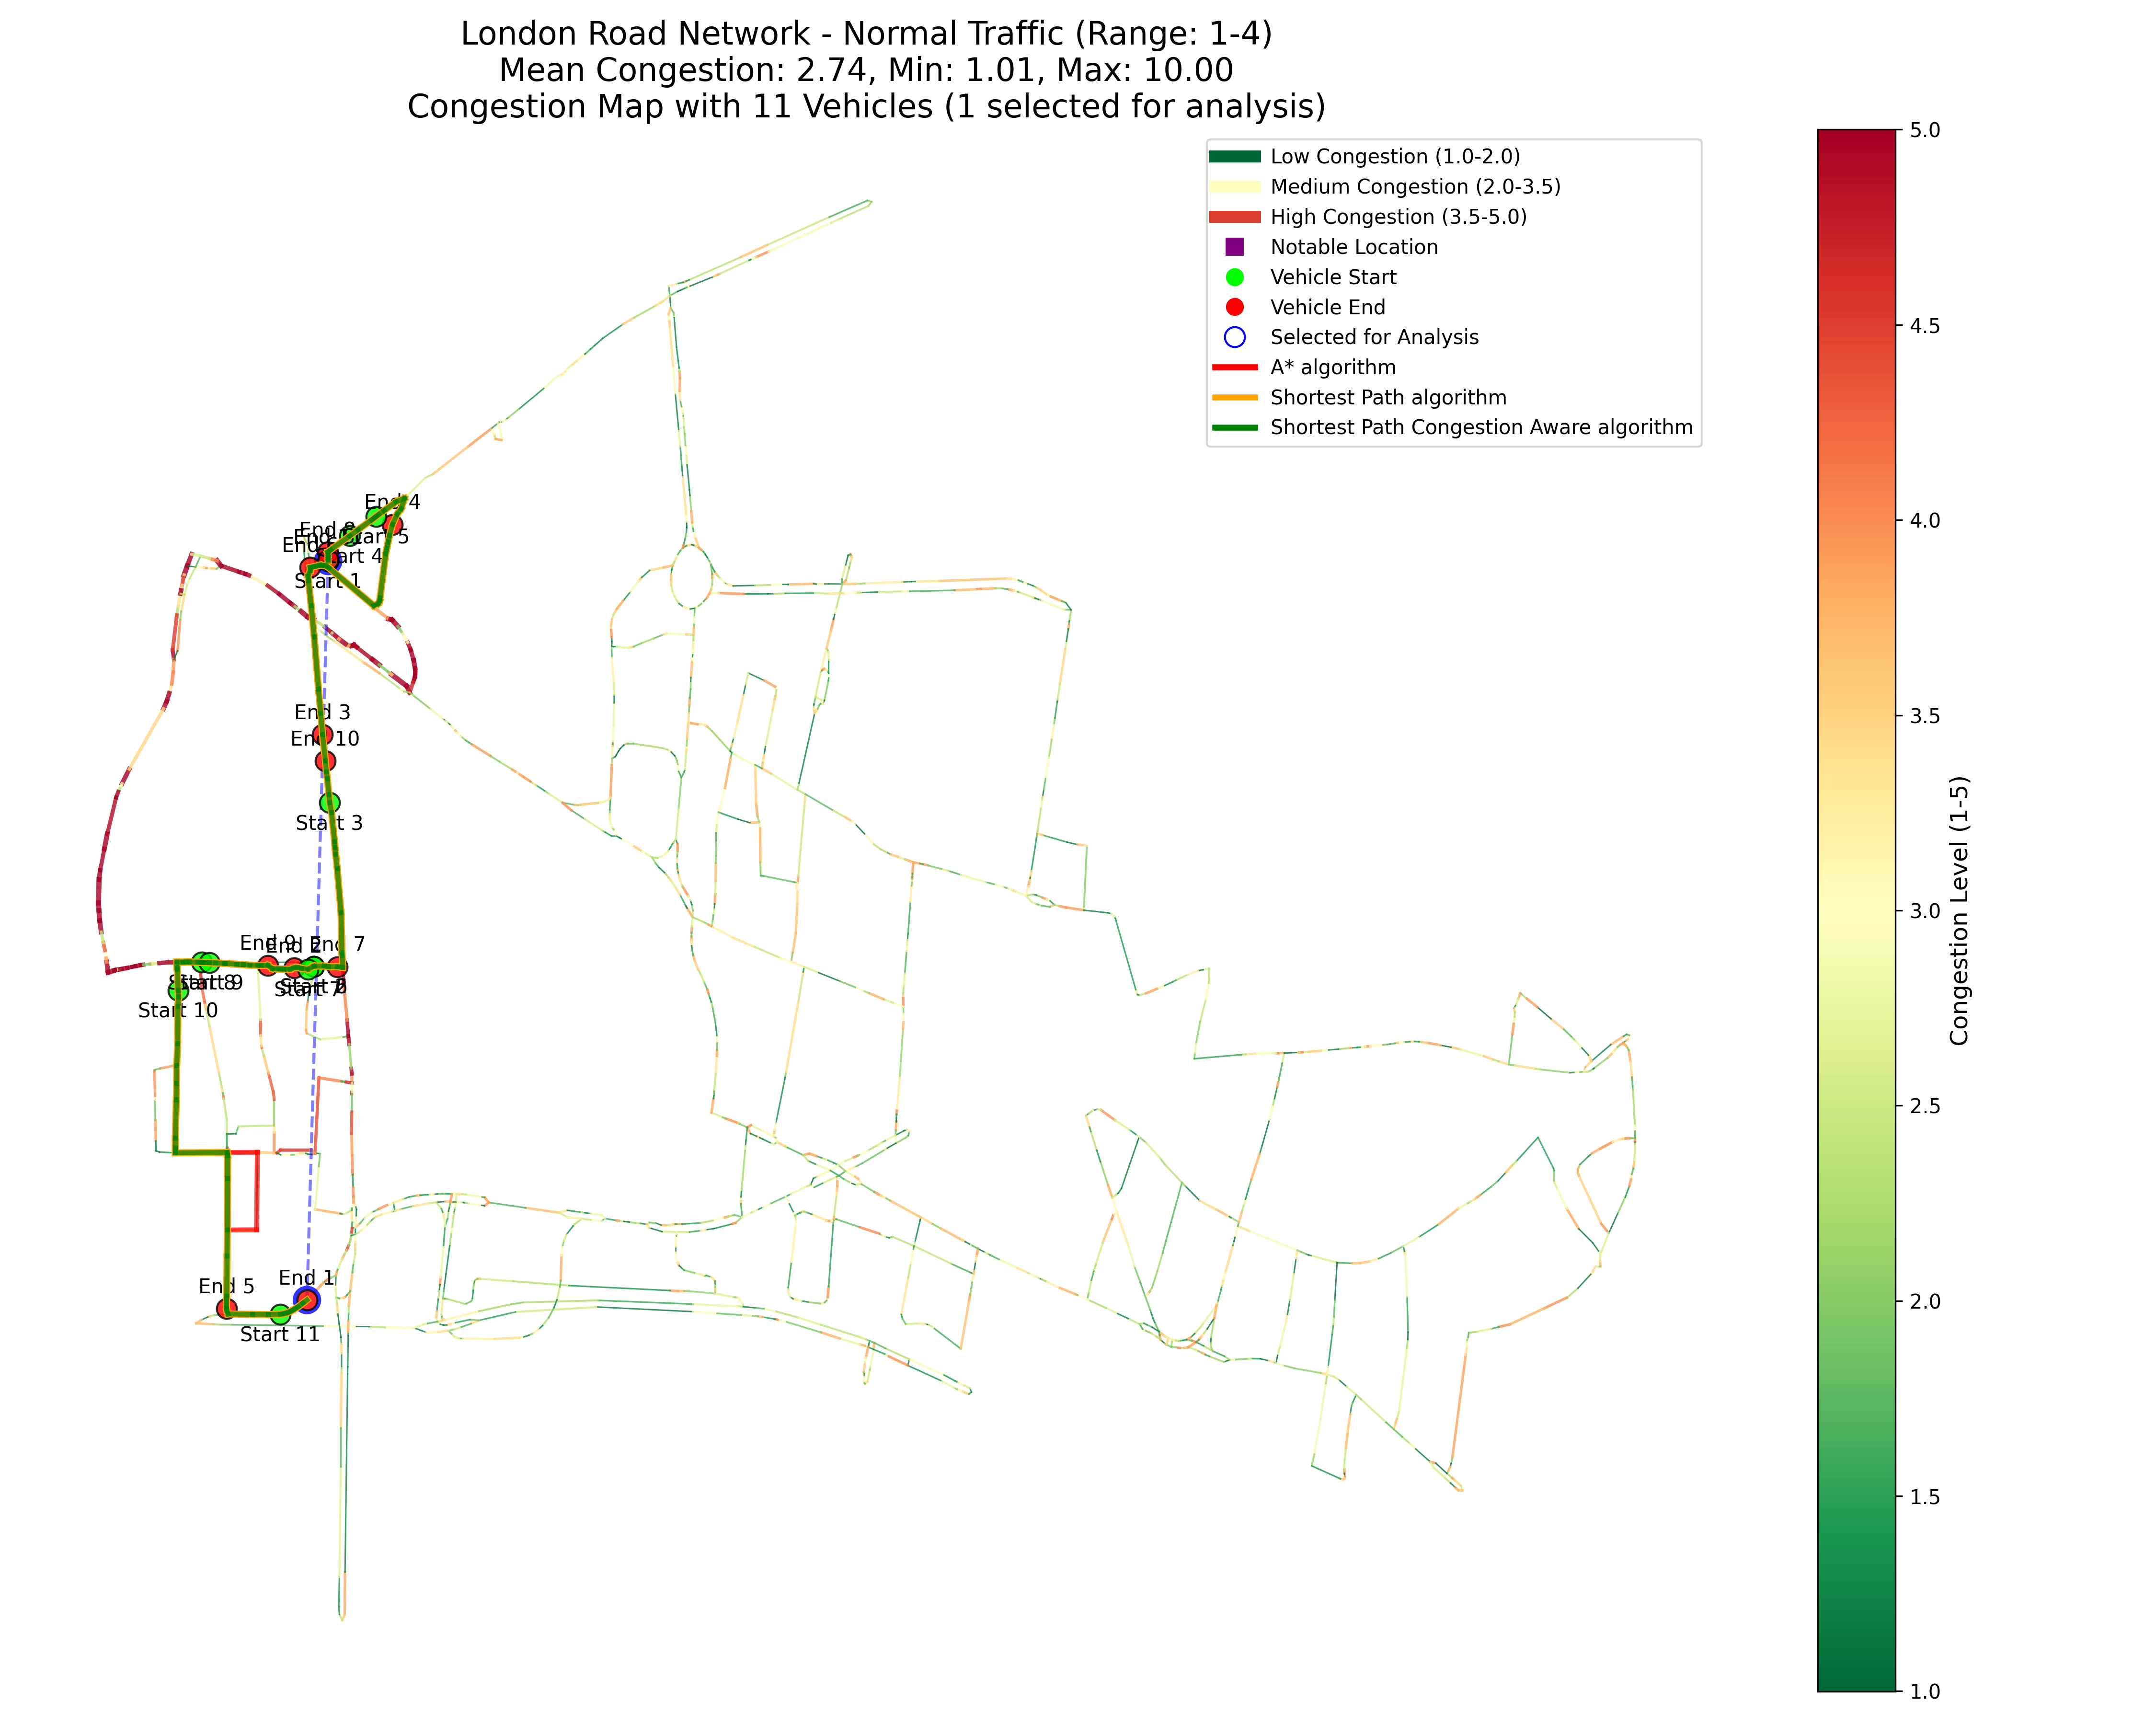 London Road Network - Normal Traffic (Range: 1-4)
Mean Congestion: 2.74, Min: 1.01, Max: 10.00
Congestion Map with 11 Vehicles (1 selected for analysis)
Low Congestion (1.0-2.0)
Medium Congestion (2.0-3.5)
High Congestion (3.5-5.0)
Notable Location
Vehicle Start
Vehicle End
Selected for Analysis
A* algorithm
Shortest Path algorithm
Shortest Path Congestion Aware algorithm
End 4
End 8
Start 5
Start 4
Start 1
End 3
End 10
Start 3
End 9
End 2
End 7
Start 9
Start 7
Start 10
End 5
End 1
Start 11
5.0
4.5
4.0
3.5
3.0
2.5
2.0
1.5
1.0
Congestion Level (1-5)